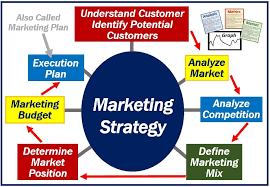 Also Called
Marketing Plan
Understand Customer
Identify Potential
Customers
Graph
Analyze
Market
Analyze
Competition
Define
Marketing
Mix
Determine
Market
Position
Marketing
Budget
Execution
Plan
Marketing
Strategy